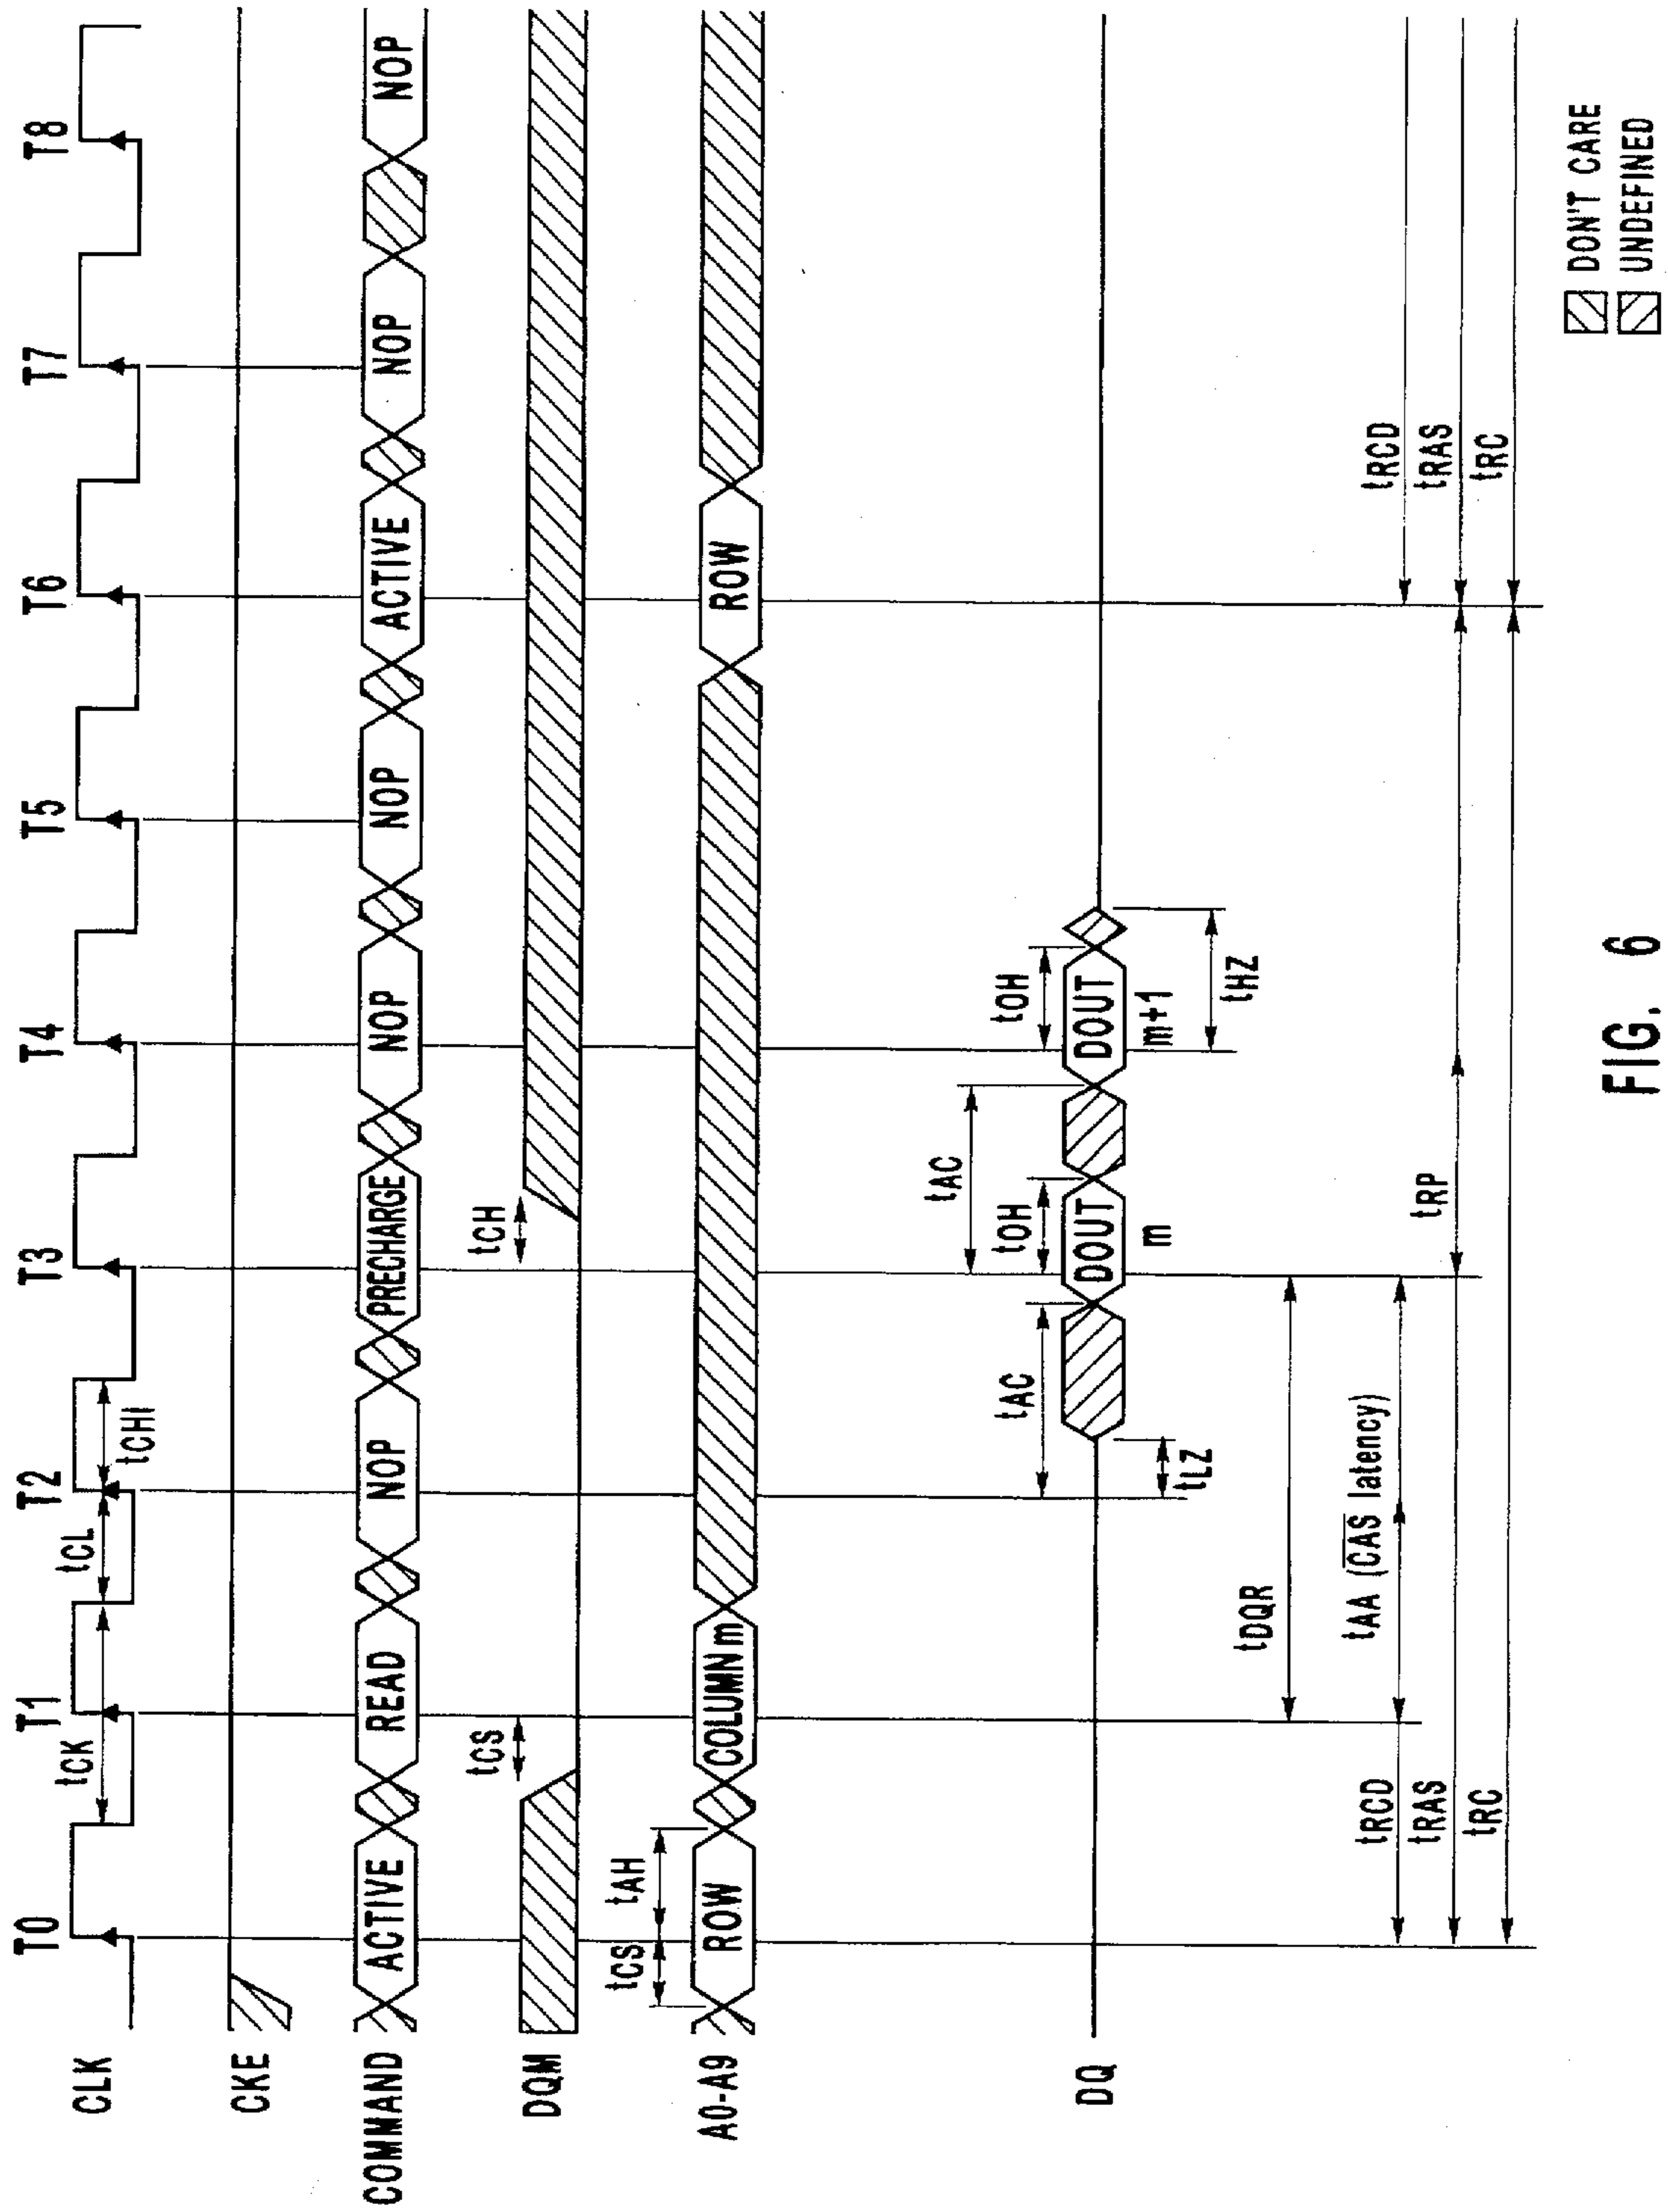 T0 T1 T2 T3 T4 T5 T6 T7 T8
CLK
tCK tCL tCHI
CKE
COMMAND ACTIVE READ NOP PRECHARGE NOP NOP ACTIVE NOP NOP
tCS tCH
DQM
tCS tAH
A0-A9 ROW COLUMN m ROW
tAC tAC
tOH tOH
DQ DOUT DOUT
m m+1
tLZ tHZ
tDQR
tRCD tAA (CAS latency) tRCD
tRAS tRP tRAS
tRC tRC
DON'T CARE
UNDEFINED
FIG. 6